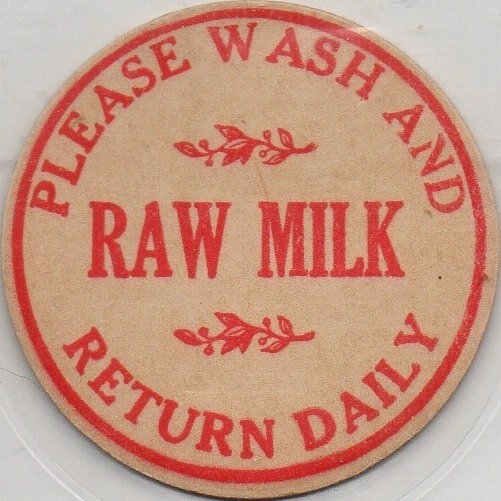 PLEASE WASH AND
RAW MILK
RETURN DAILY